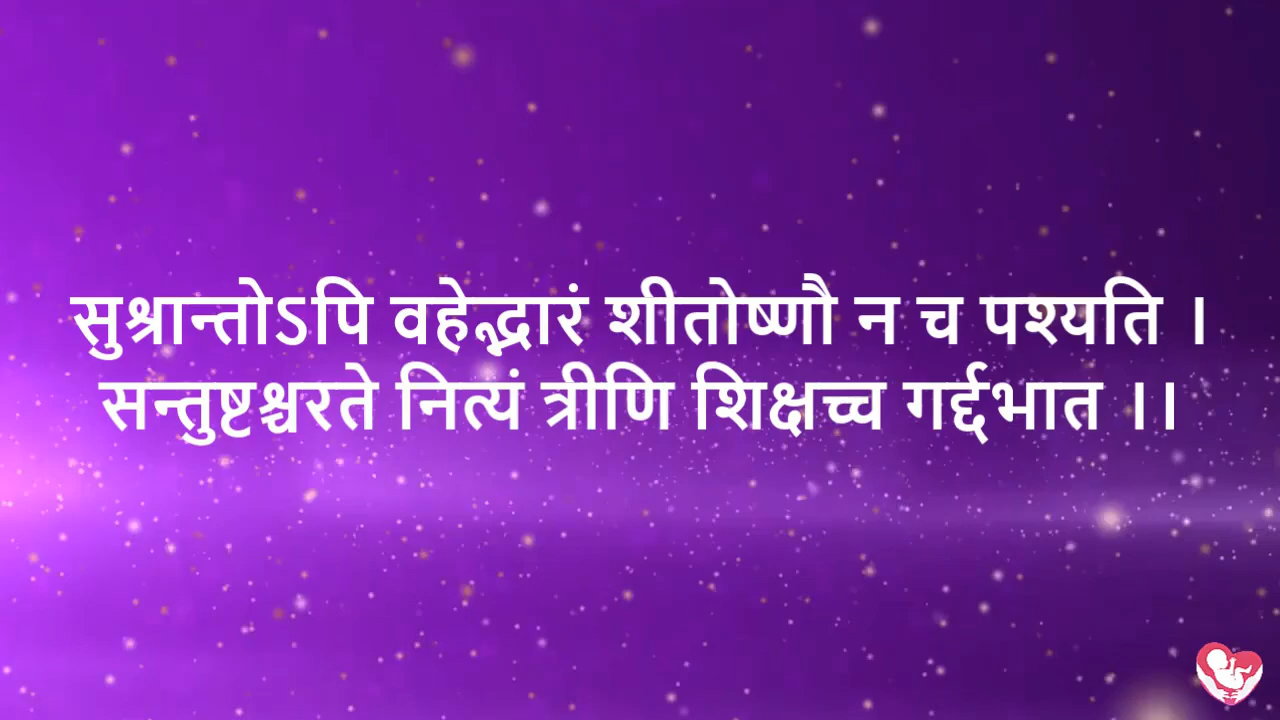 सुश्रान्तोऽपि वहेद्भारं शीतोष्णौ न च पश्यति ।
सन्तुष्टश्चरते नित्यं त्रीणि शिक्षच्च गर्द्दभात ।।